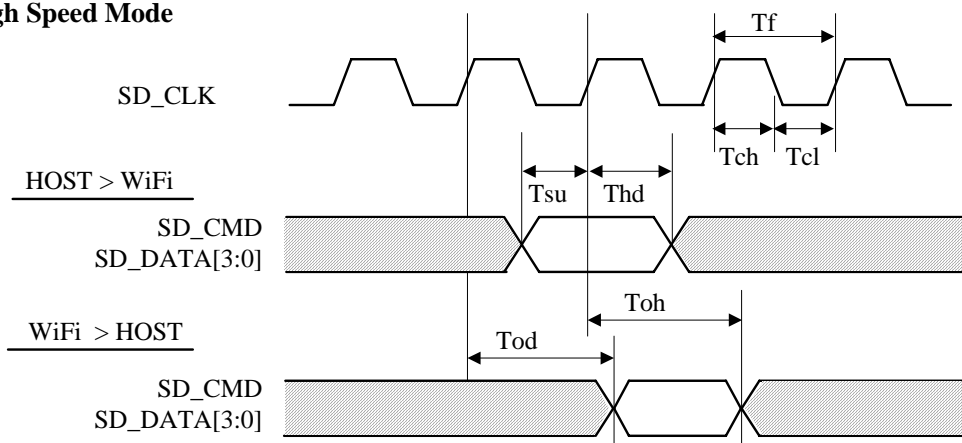 gh Speed Mode
Tf
SD_CLK
Tch Tcl
HOST > WiFi
Tsu Thd
SD_CMD
SD_DATA[3:0]
Toh
WiFi > HOST
Tod
SD_CMD
SD_DATA[3:0]